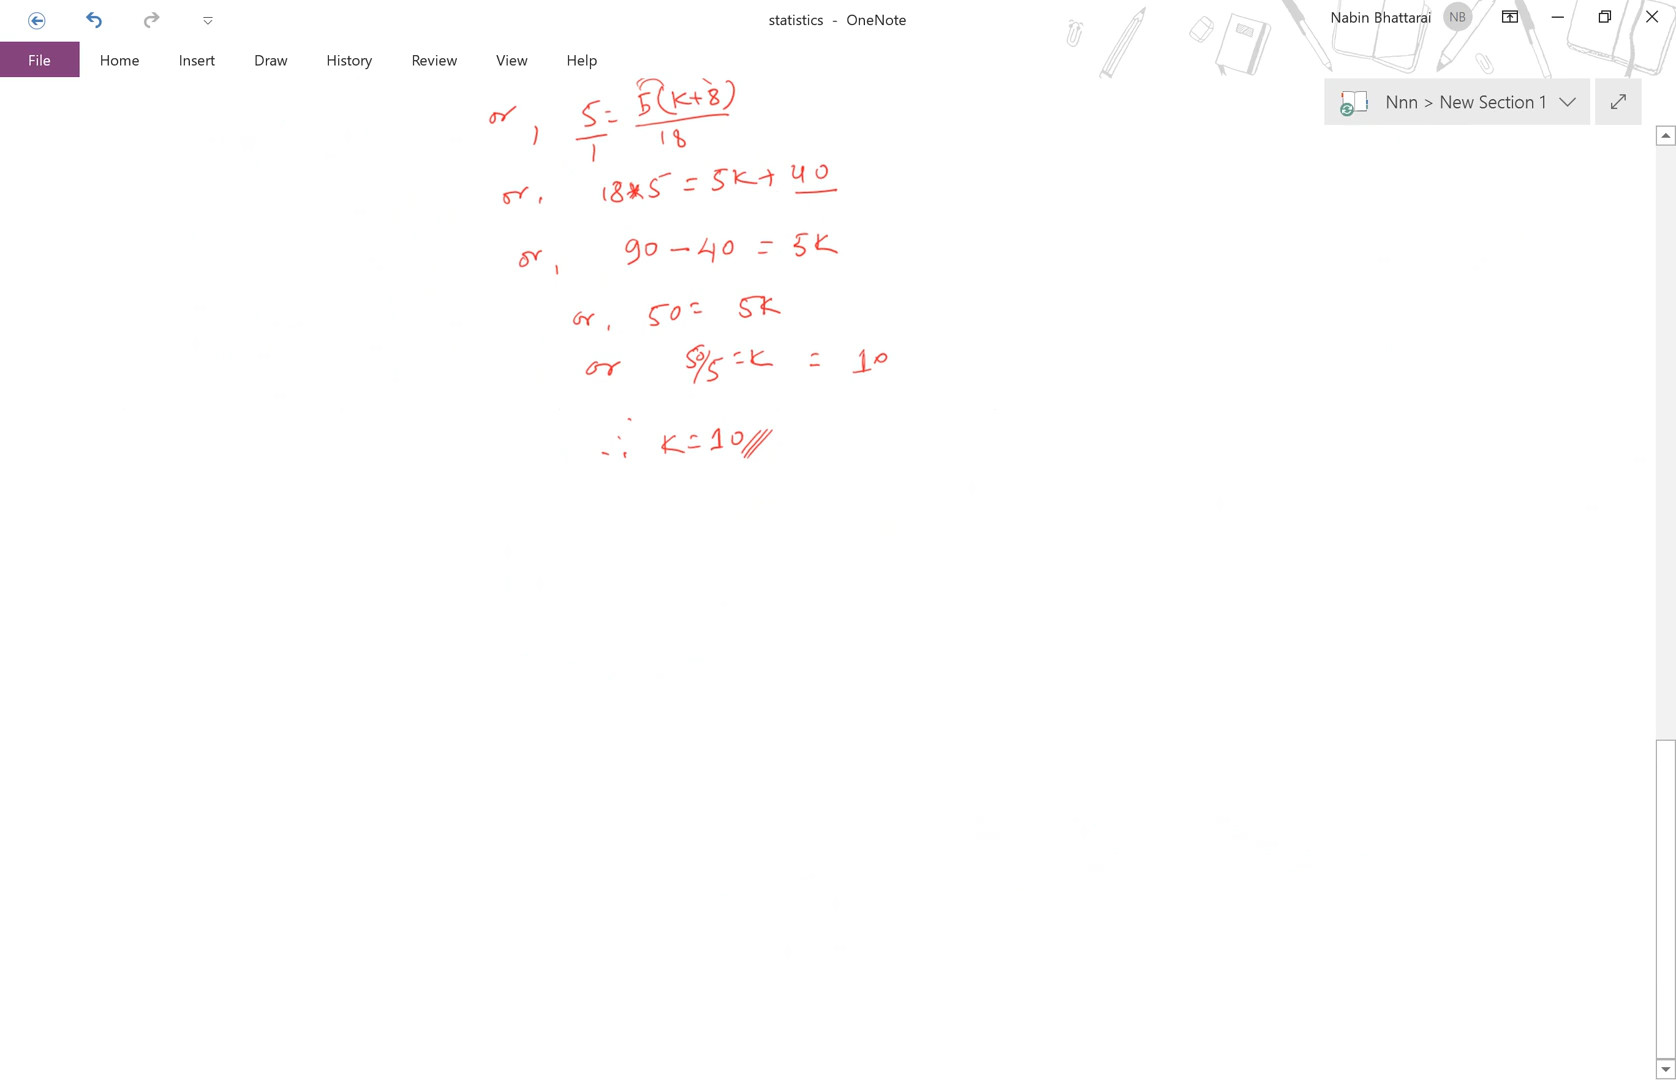 statistics - OneNote
Nabin Bhattarai NB
File Home Insert Draw History Review View Help
Nnn > New Section 1
or, 5/1 = 5(K+8)/18
or, 18*5 = 5K + 40
or, 90 - 40 = 5K
or, 50 = 5K
or 50/5 = K = 10
∴ K = 10